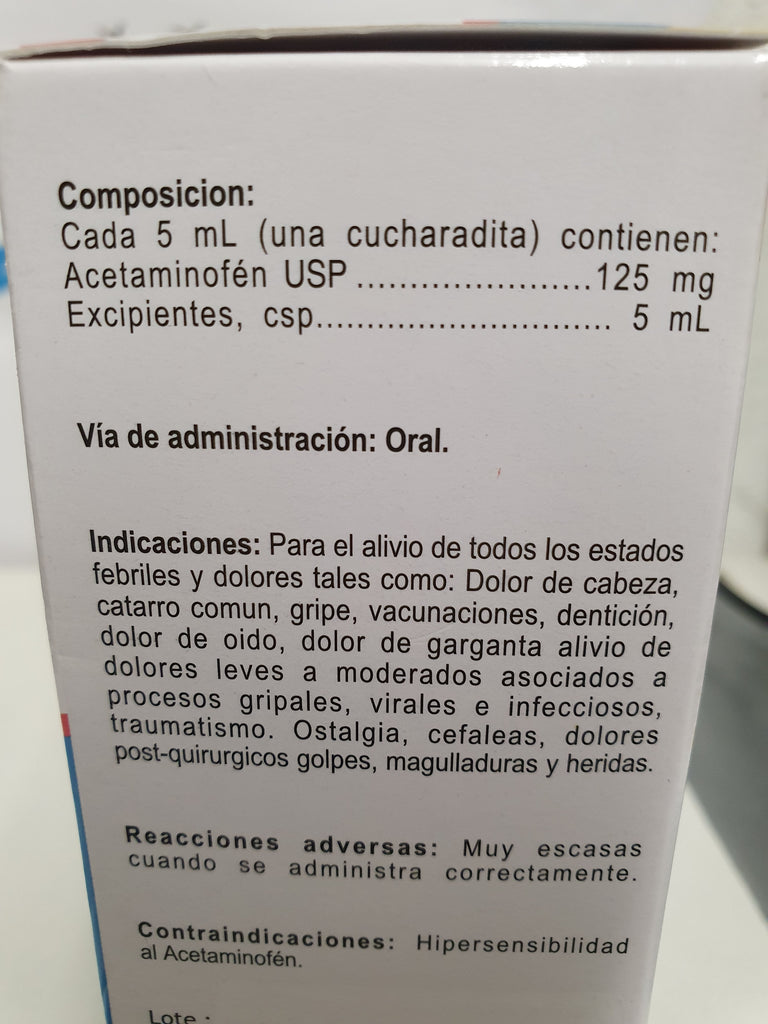 Composicion:
Cada 5 mL (una cucharadita) contienen:
Acetaminofén USP ......................125 mg
Excipientes, csp............................. 5 mL
Vía de administración: Oral.
Indicaciones: Para el alivio de todos los estados
febriles y dolores tales como: Dolor de cabeza,
catarro comun, gripe, vacunaciones, dentición,
dolor de oido, dolor de garganta alivio de
dolores leves a moderados asociados a
procesos gripales, virales e infecciosos,
traumatismo. Ostalgia, cefaleas, dolores
post-quirurgicos golpes, magulladuras y heridas.
Reacciones adversas: Muy escasas
cuando se administra correctamente.
Contraindicaciones: Hipersensibilidad
al Acetaminofén.
Lote :